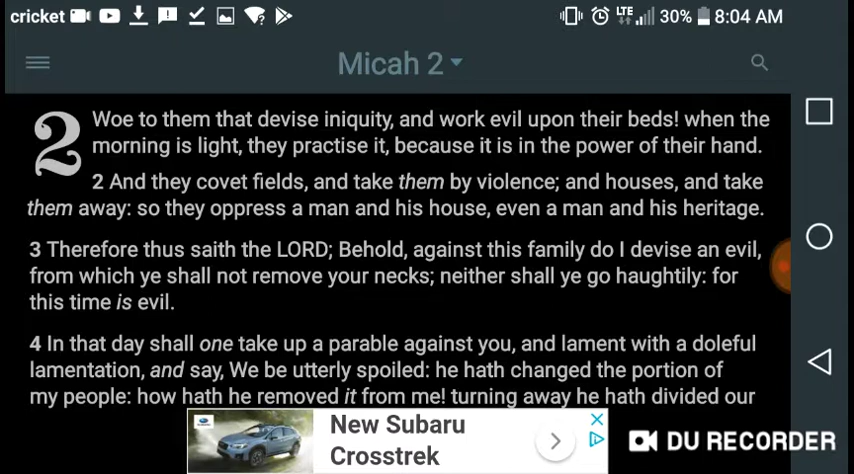 cricket LTE 30% 8:04 AM
Micah 2
2 Woe to them that devise iniquity, and work evil upon their beds! when the
morning is light, they practise it, because it is in the power of their hand.
2 And they covet fields, and take them by violence; and houses, and take
them away: so they oppress a man and his house, even a man and his heritage.
3 Therefore thus saith the LORD; Behold, against this family do I devise an evil,
from which ye shall not remove your necks; neither shall ye go haughtily: for
this time is evil.
4 In that day shall one take up a parable against you, and lament with a doleful
lamentation, and say, We be utterly spoiled: he hath changed the portion of
my people: how hath he removed it from me! turning away he hath divided our
New Subaru
Crosstrek
DU RECORDER